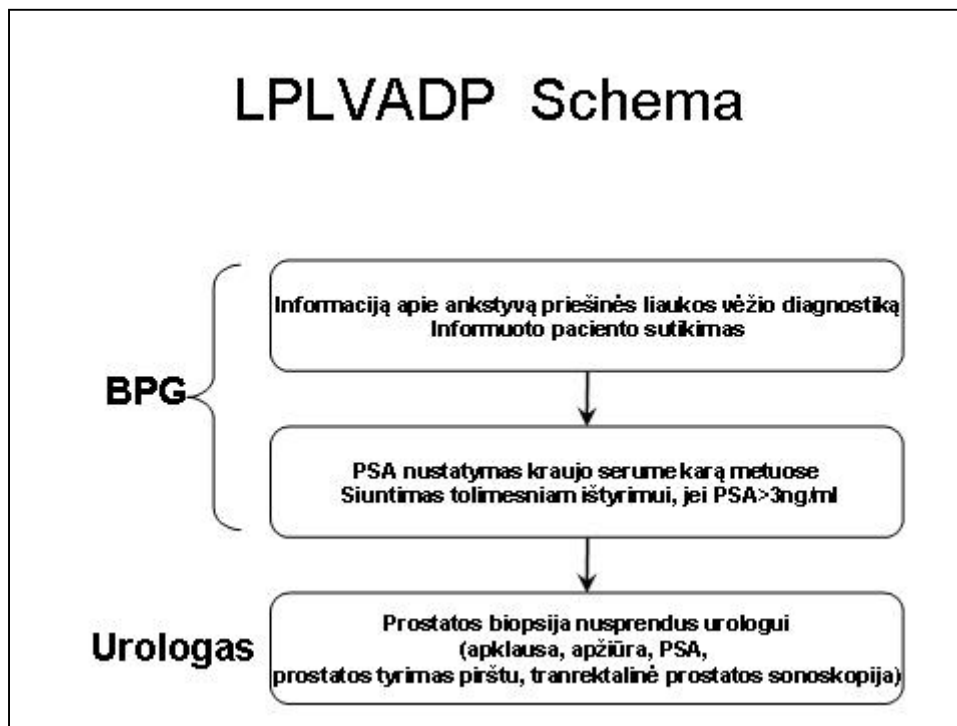 LPLVADP Schema
BPG
Informaciją apie ankstyvą priešinės liaukos vėžio diagnostiką
Informuoto paciento sutikimas
PSA nustatymas kraujo serume karą metuose
Siuntimas tolimesniam ištyrimui, jei PSA>3ng/ml
Urologas
Prostatos biopsija nusprendus urologui
(apklausa, apžiūra, PSA,
prostatos tyrimas pirštu, tranrektalinė prostatos sonoskopija)